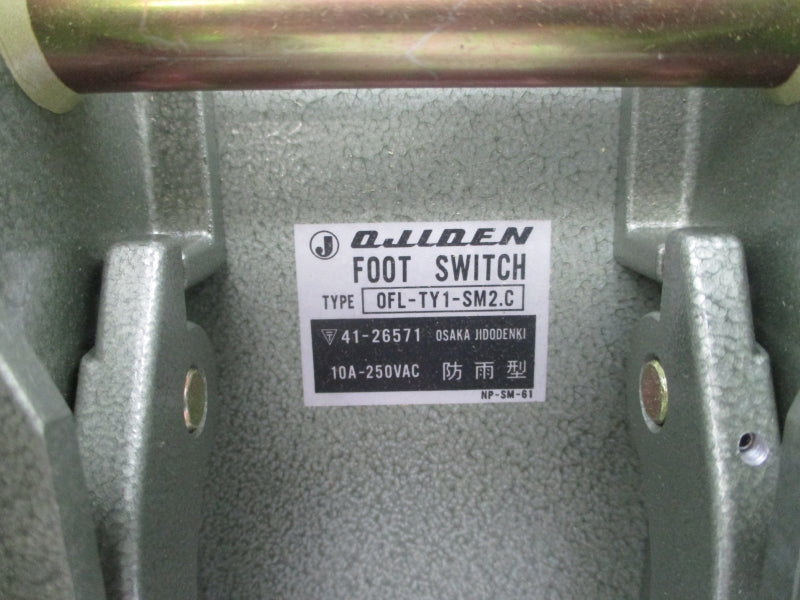 J OJIDEN
FOOT SWITCH
TYPE OFL-TY1-SM2.C
〒 41-26571 OSAKA JIDODENKI
10A-250VAC 防雨型
NP-SM-61